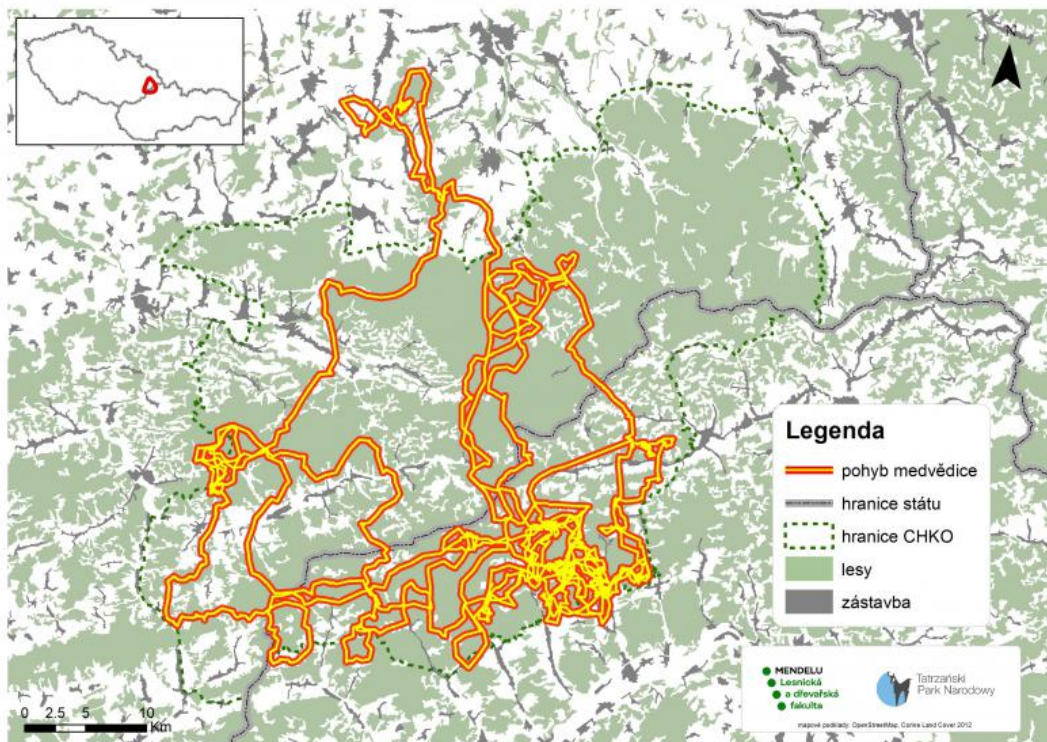 N
Legenda
pohyb medvědice
hranice státu
hranice CHKO
lesy
zástavba
MENDELU
Lesnická
a dřevařská
fakulta
Tatrzański
Park Narodowy
mapové podklady: OpenStreetMap, Corine Land Cover 2012
0 2.5 5 10
Km